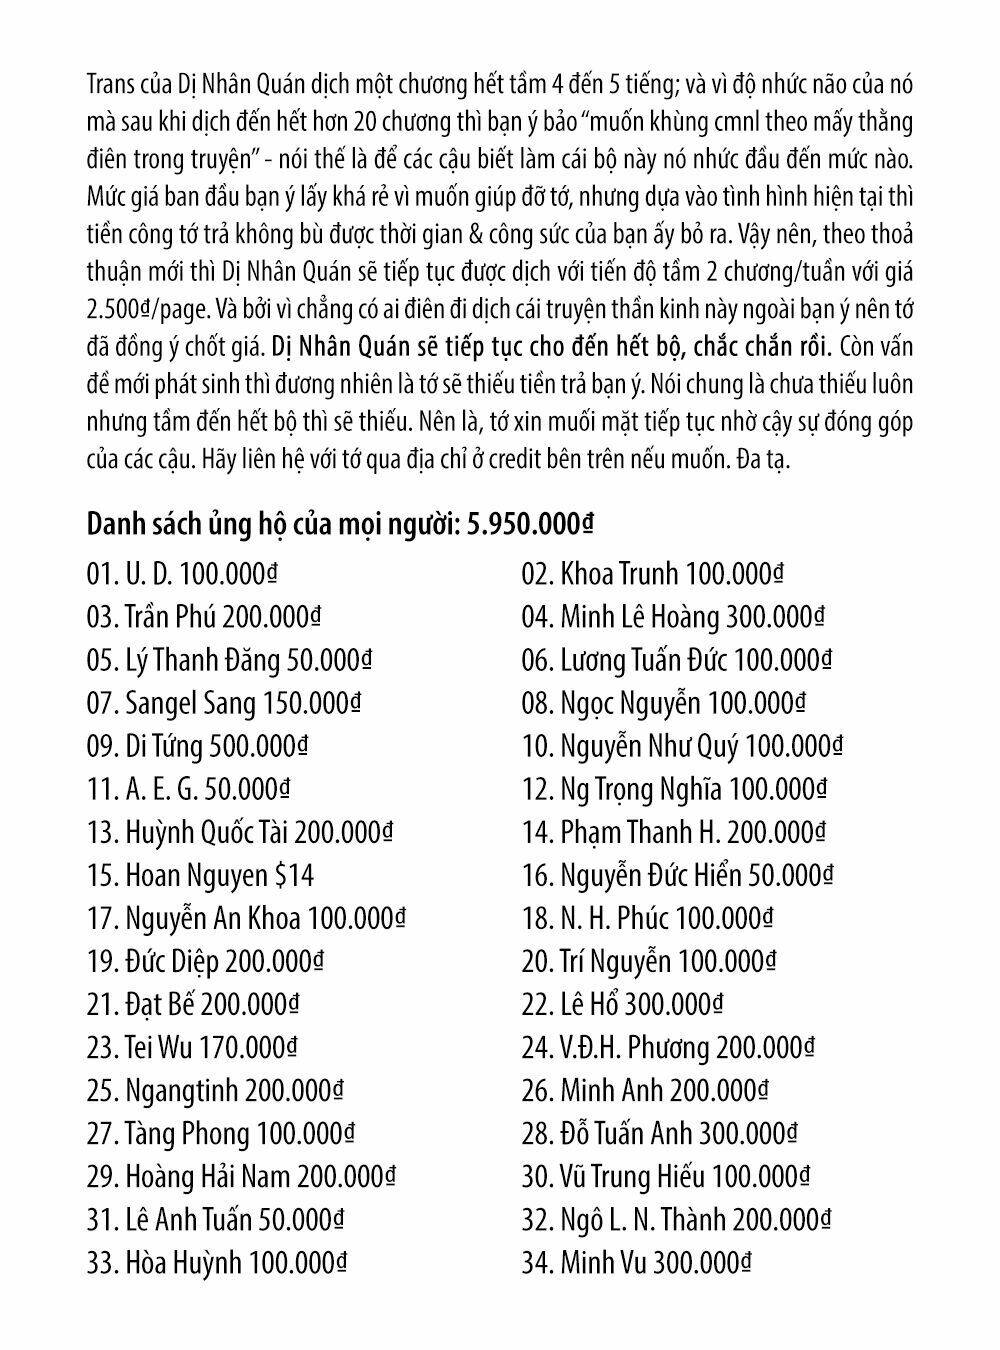 Trans của Dị Nhân Quán dịch một chương hết tầm 4 đến 5 tiếng; và vì độ nhức não của nó
mà sau khi dịch đến hết hơn 20 chương thì bạn ý bảo “muốn khùng cmnl theo mấy thằng
điên trong truyện” - nói thế là để các cậu biết làm cái bộ này nó nhức đầu đến mức nào.
Mức giá ban đầu bạn ý lấy khá rẻ vì muốn giúp đỡ tớ, nhưng dựa vào tình hình hiện tại thì
tiền công tớ trả không bù được thời gian & công sức của bạn ấy bỏ ra. Vậy nên, theo thoả
thuận mới thì Dị Nhân Quán sẽ tiếp tục được dịch với tiến độ tầm 2 chương/tuần với giá
2.500₫/page. Và bởi vì chẳng có ai điên đi dịch cái truyện thần kinh này ngoài bạn ý nên tớ
đã đồng ý chốt giá. Dị Nhân Quán sẽ tiếp tục cho đến hết bộ, chắc chắn rồi. Còn vấn
đề mới phát sinh thì đương nhiên là tớ sẽ thiếu tiền trả bạn ý. Nói chung là chưa thiếu luôn
nhưng tầm đến hết bộ thì sẽ thiếu. Nên là, tớ xin muối mặt tiếp tục nhờ cậy sự đóng góp
của các cậu. Hãy liên hệ với tớ qua địa chỉ ở credit bên trên nếu muốn. Đa tạ.
Danh sách ủng hộ của mọi người: 5.950.000₫
01. U. D. 100.000₫
02. Khoa Trunh 100.000₫
03. Trần Phú 200.000₫
04. Minh Lê Hoàng 300.000₫
05. Lý Thanh Đăng 50.000₫
06. Lương Tuấn Đức 100.000₫
07. Sangel Sang 150.000₫
08. Ngọc Nguyễn 100.000₫
09. Di Tứng 500.000₫
10. Nguyễn Như Quý 100.000₫
11. A. E. G. 50.000₫
12. Ng Trọng Nghĩa 100.000₫
13. Huỳnh Quốc Tài 200.000₫
14. Phạm Thanh H. 200.000₫
15. Hoan Nguyen $14
16. Nguyễn Đức Hiển 50.000₫
17. Nguyễn An Khoa 100.000₫
18. N. H. Phúc 100.000₫
19. Đức Diệp 200.000₫
20. Trí Nguyễn 100.000₫
21. Đạt Bế 200.000₫
22. Lê Hổ 300.000₫
23. Tei Wu 170.000₫
24. V.Đ.H. Phương 200.000₫
25. Ngangtinh 200.000₫
26. Minh Anh 200.000₫
27. Tàng Phong 100.000₫
28. Đỗ Tuấn Anh 300.000₫
29. Hoàng Hải Nam 200.000₫
30. Vũ Trung Hiếu 100.000₫
31. Lê Anh Tuấn 50.000₫
32. Ngô L. N. Thành 200.000₫
33. Hòa Huỳnh 100.000₫
34. Minh Vu 300.000₫